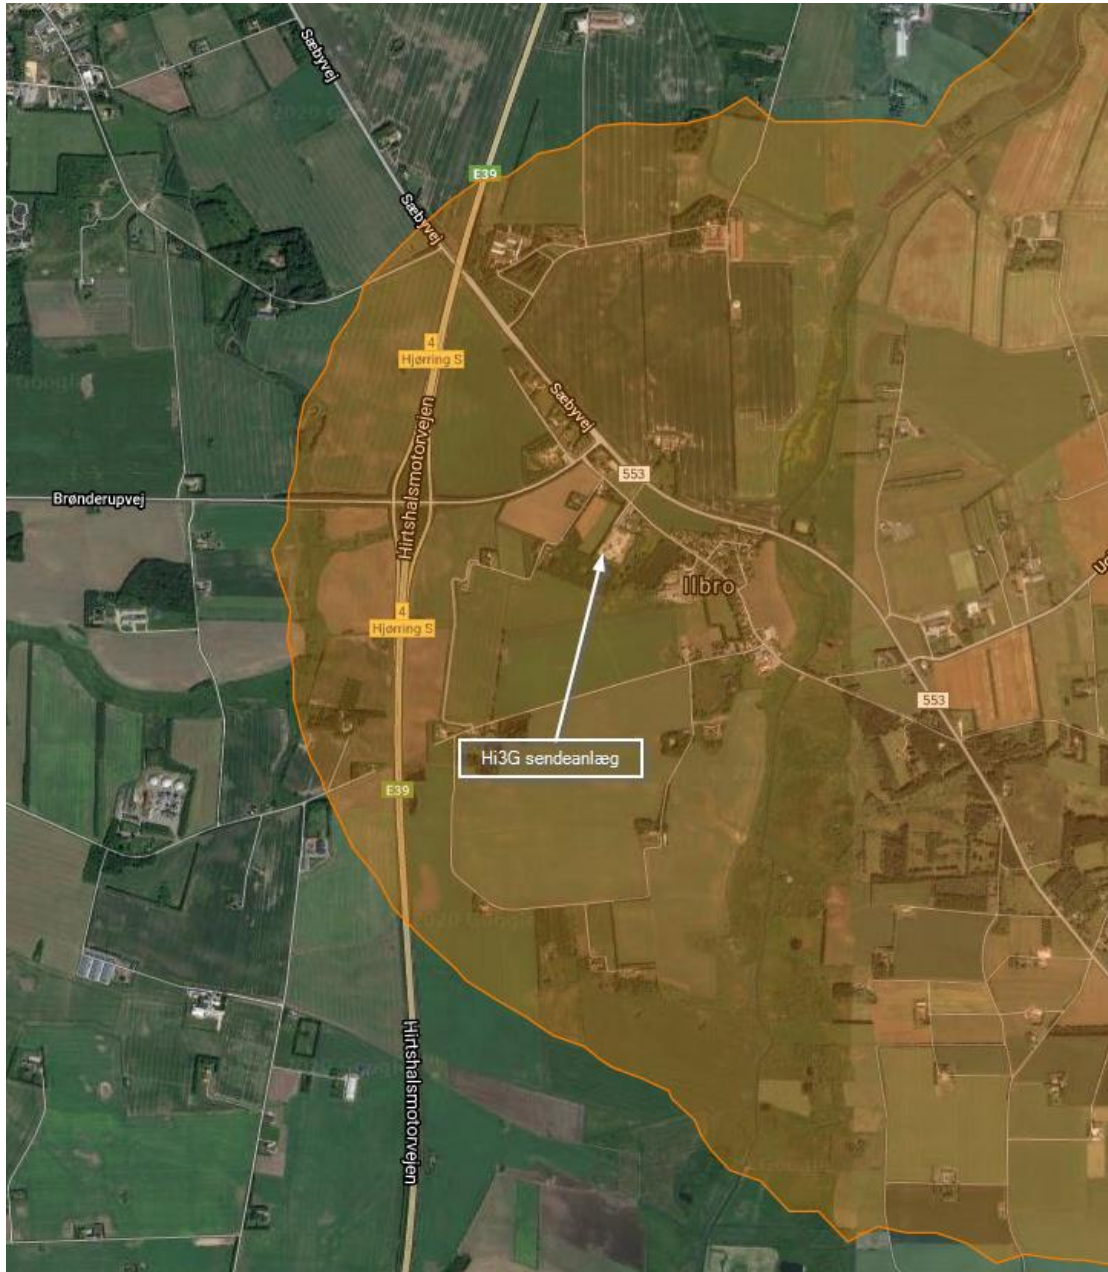 Sæbyvej
E39
Sæbyvej
4
Hjørring S
Sæbyvej
Hirtshalsmotorvejen
553
Brønderupvej
Ilbro
4
Hjørring S
553
Hi3G sendeanlæg
E39
Hirtshalsmotorvejen